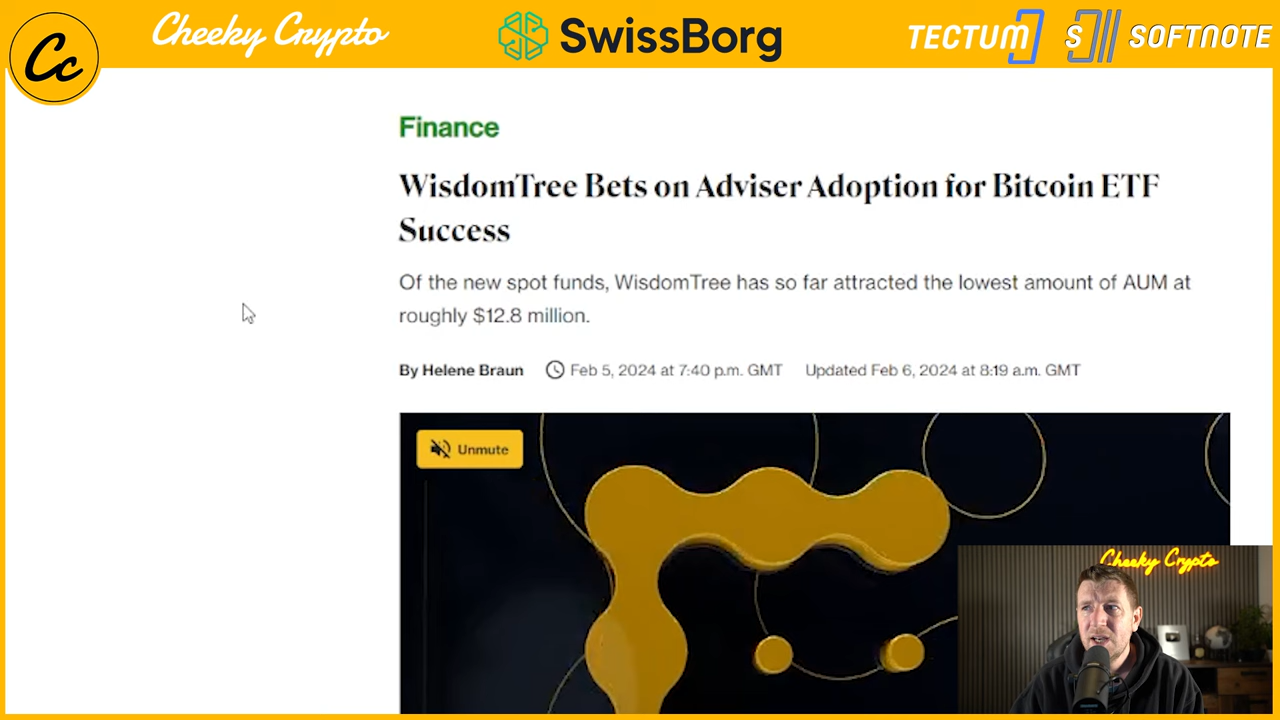 Cc
Cheeky Crypto
SwissBorg
TECTUM
S
SOFTNOTE
Finance
WisdomTree Bets on Adviser Adoption for Bitcoin ETF
Success
Of the new spot funds, WisdomTree has so far attracted the lowest amount of AUM at
roughly $12.8 million.
By Helene Braun Feb 5, 2024 at 7:40 p.m. GMT Updated Feb 6, 2024 at 8:19 a.m. GMT
Unmute
Cheeky Crypto